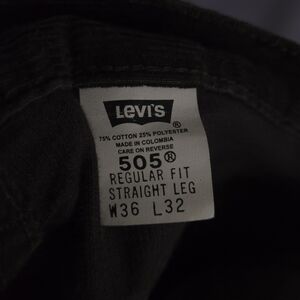 LEVI'S®
75% COTTON 25% POLYESTER
MADE IN COLOMBIA
CARE ON REVERSE
505®
REGULAR FIT
STRAIGHT LEG
W36 L32